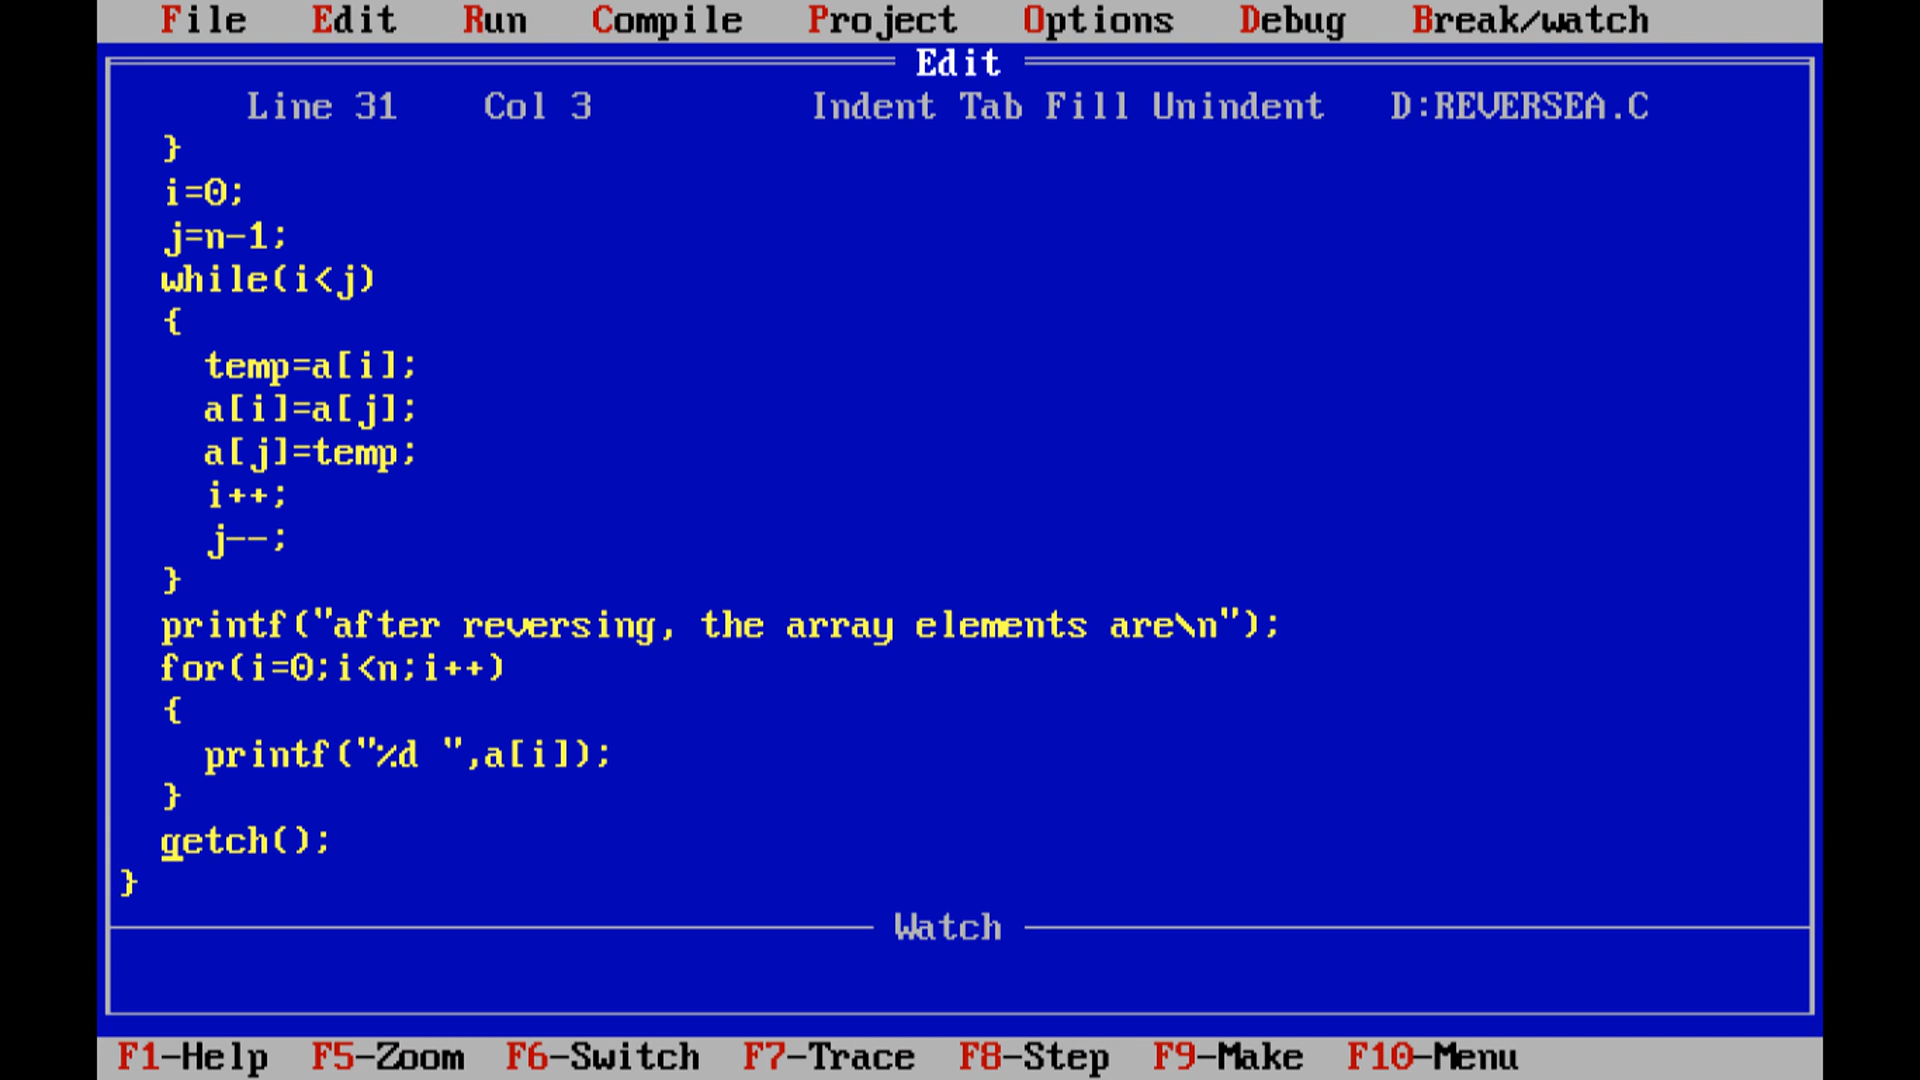 File Edit Run Compile Project Options Debug Break/watch
Edit
Line 31 Col 3 Indent Tab Fill Unindent D:REVERSEA.C
}
i=0;
j=n-1;
while(i<j)
{
temp=a[i];
a[i]=a[j];
a[j]=temp;
i++;
j--;
}
printf("after reversing, the array elements are\n");
for(i=0;i<n;i++)
{
printf("%d ",a[i]);
}
getch();
}
Watch
F1-Help F5-Zoom F6-Switch F7-Trace F8-Step F9-Make F10-Menu